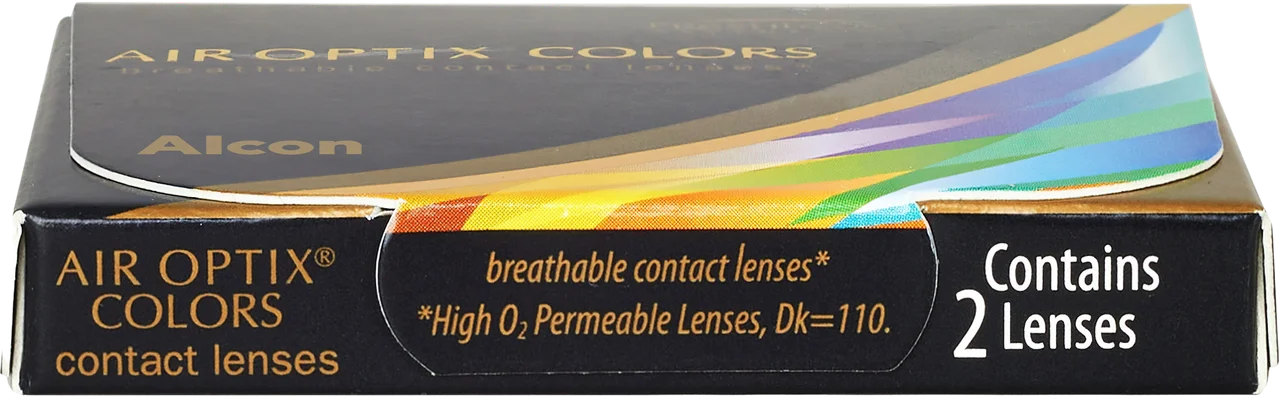 AIR OPTIX COLORS
breathable contact lenses
Alcon
AIR OPTIX®
COLORS
contact lenses
breathable contact lenses*
*High O₂ Permeable Lenses, Dk=110.
Contains
2 Lenses